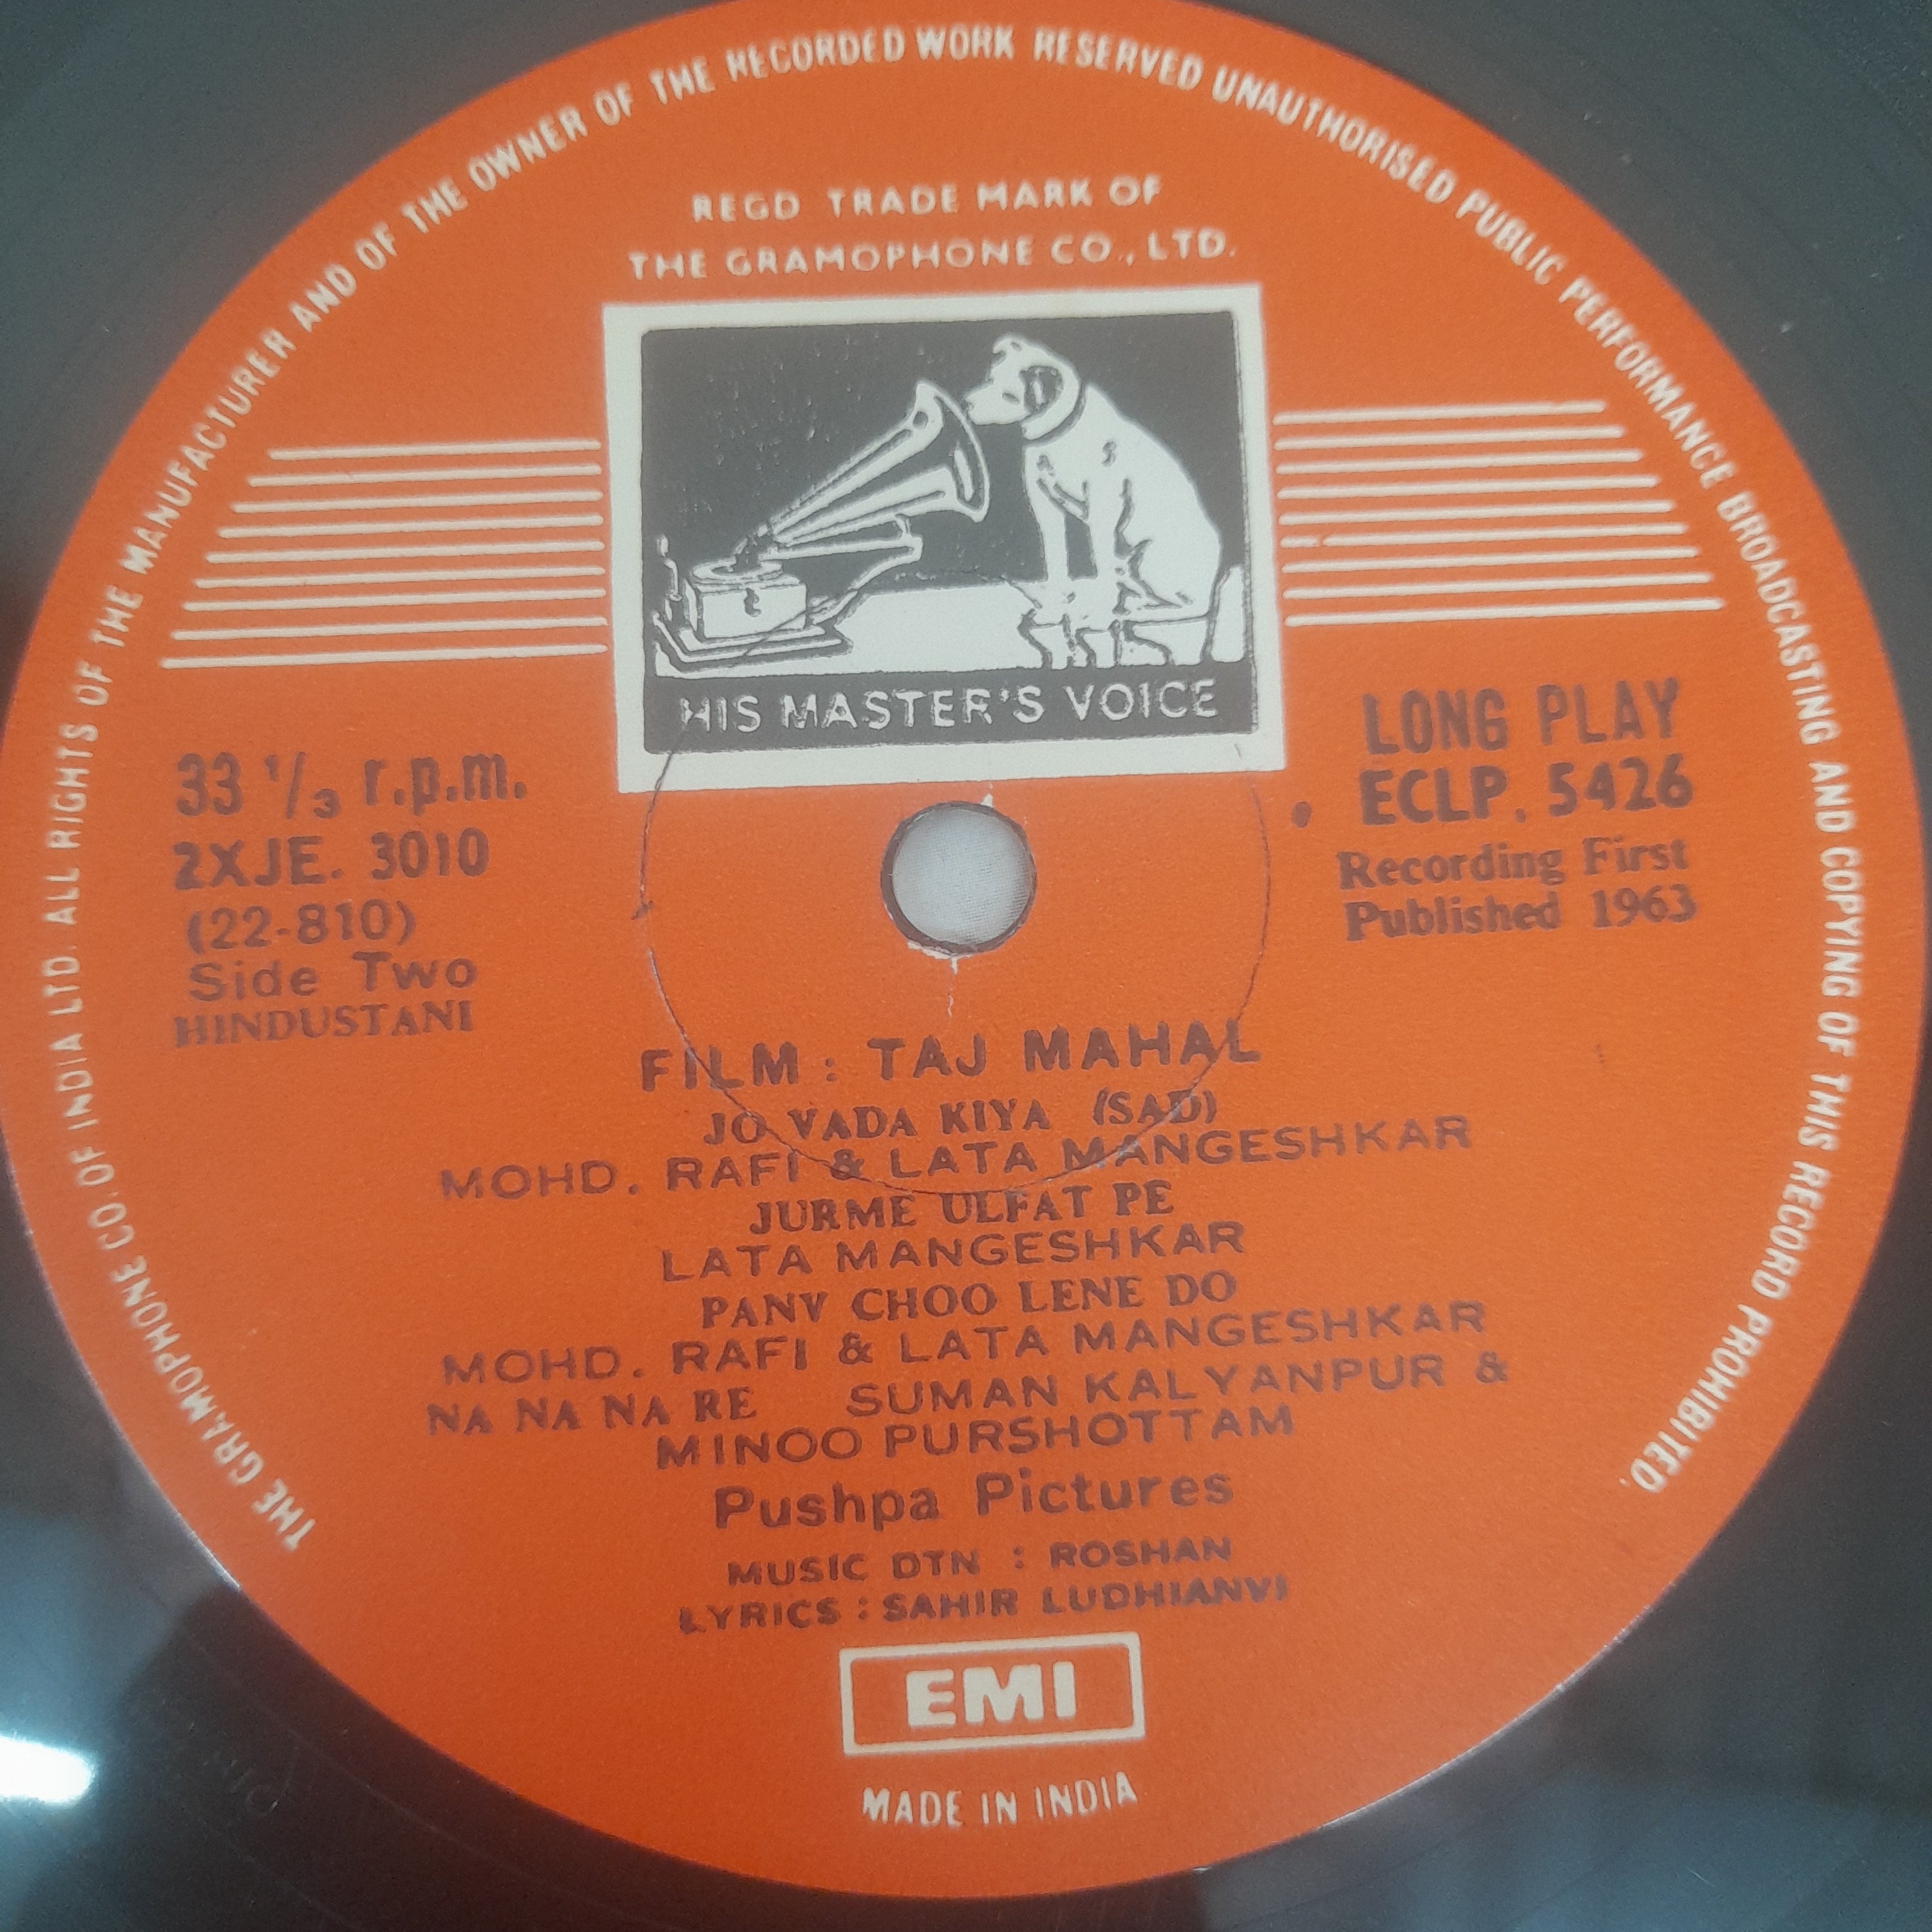 THE GRAMOPHONE CO. OF INDIA LTD. ALL RIGHTS OF THE MANUFACTURER AND OF THE OWNER OF THE RECORDED WORK RESERVED UNAUTHORISED PUBLIC PERFORMANCE BROADCASTING AND COPYING OF THIS RECORD PROHIBITED.
REGD TRADE MARK OF
THE GRAMOPHONE CO., LTD.
HIS MASTER'S VOICE
33 1/3 r.p.m.
2XJE. 3010
(22-810)
Side Two
HINDUSTANI
LONG PLAY
ECLP. 5426
Recording First
Published 1963
FILM : TAJ MAHAL
JO VADA KIYA (SAD)
MOHD. RAFI & LATA MANGESHKAR
JURME ULFAT PE
LATA MANGESHKAR
PANV CHOO LENE DO
MOHD. RAFI & LATA MANGESHKAR
NA NA NA RE SUMAN KALYANPUR &
MINOO PURSHOTTAM
Pushpa Pictures
MUSIC DTN : ROSHAN
LYRICS : SAHIR LUDHIANVI
EMI
MADE IN INDIA